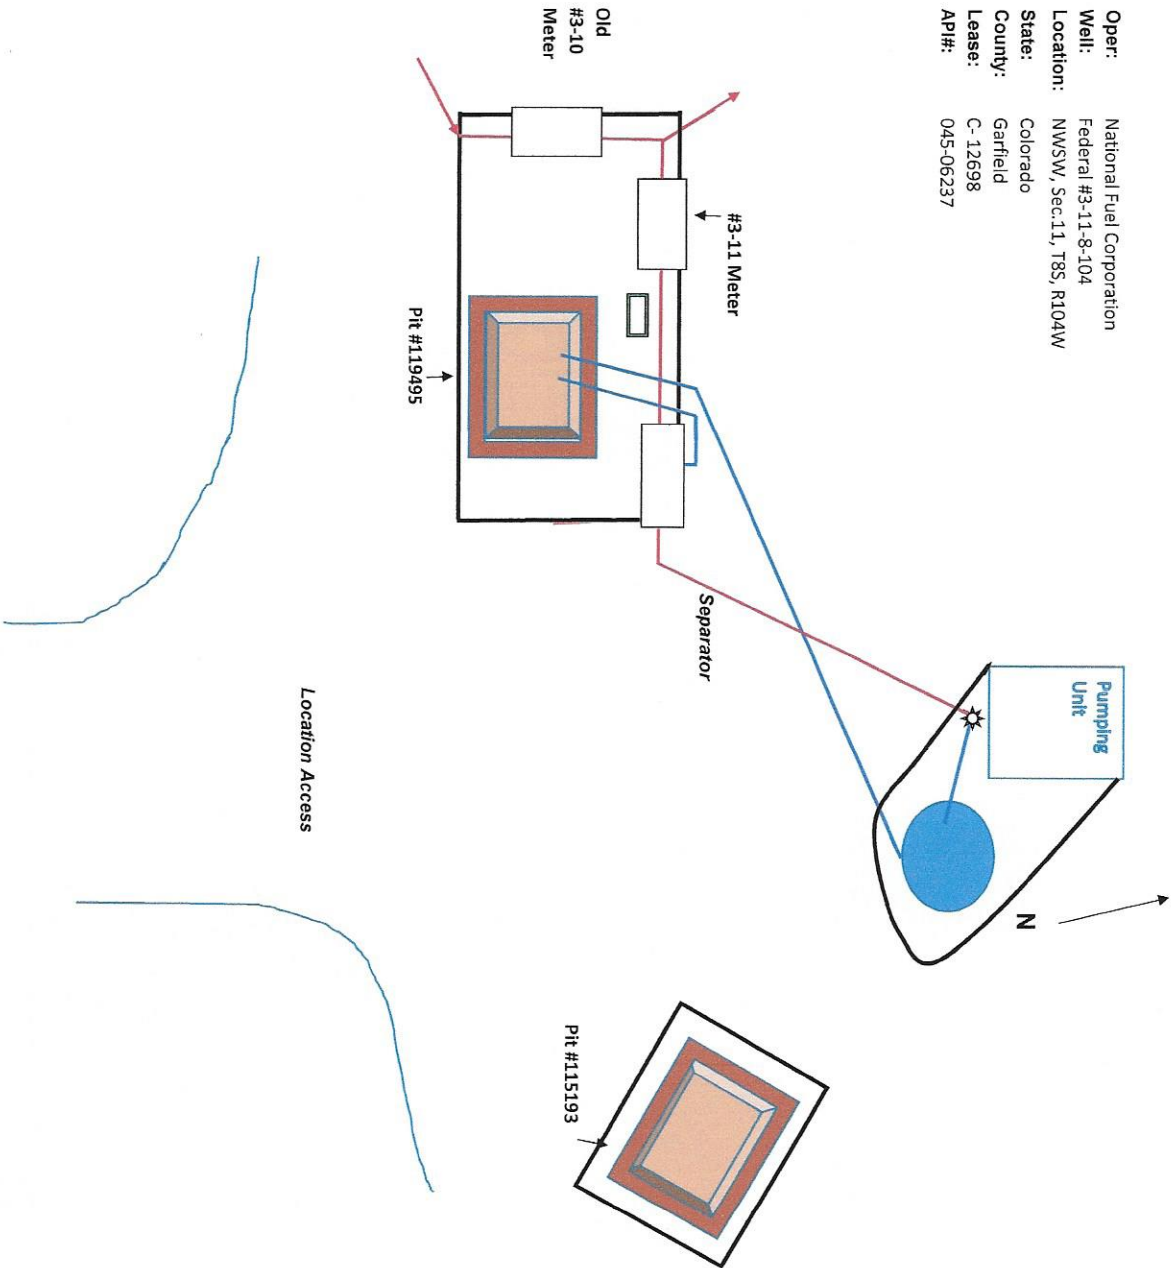 Oper: National Fuel Corporation
Well: Federal #3-11-8-104
Location: NWSW, Sec.11, T8S, R104W
State: Colorado
County: Garfield
Lease: C- 12698
API#: 045-06237
Pumping
Unit
N
#3-11 Meter
Separator
Old
#3-10
Meter
Pit #115193
Pit #119495
Location Access